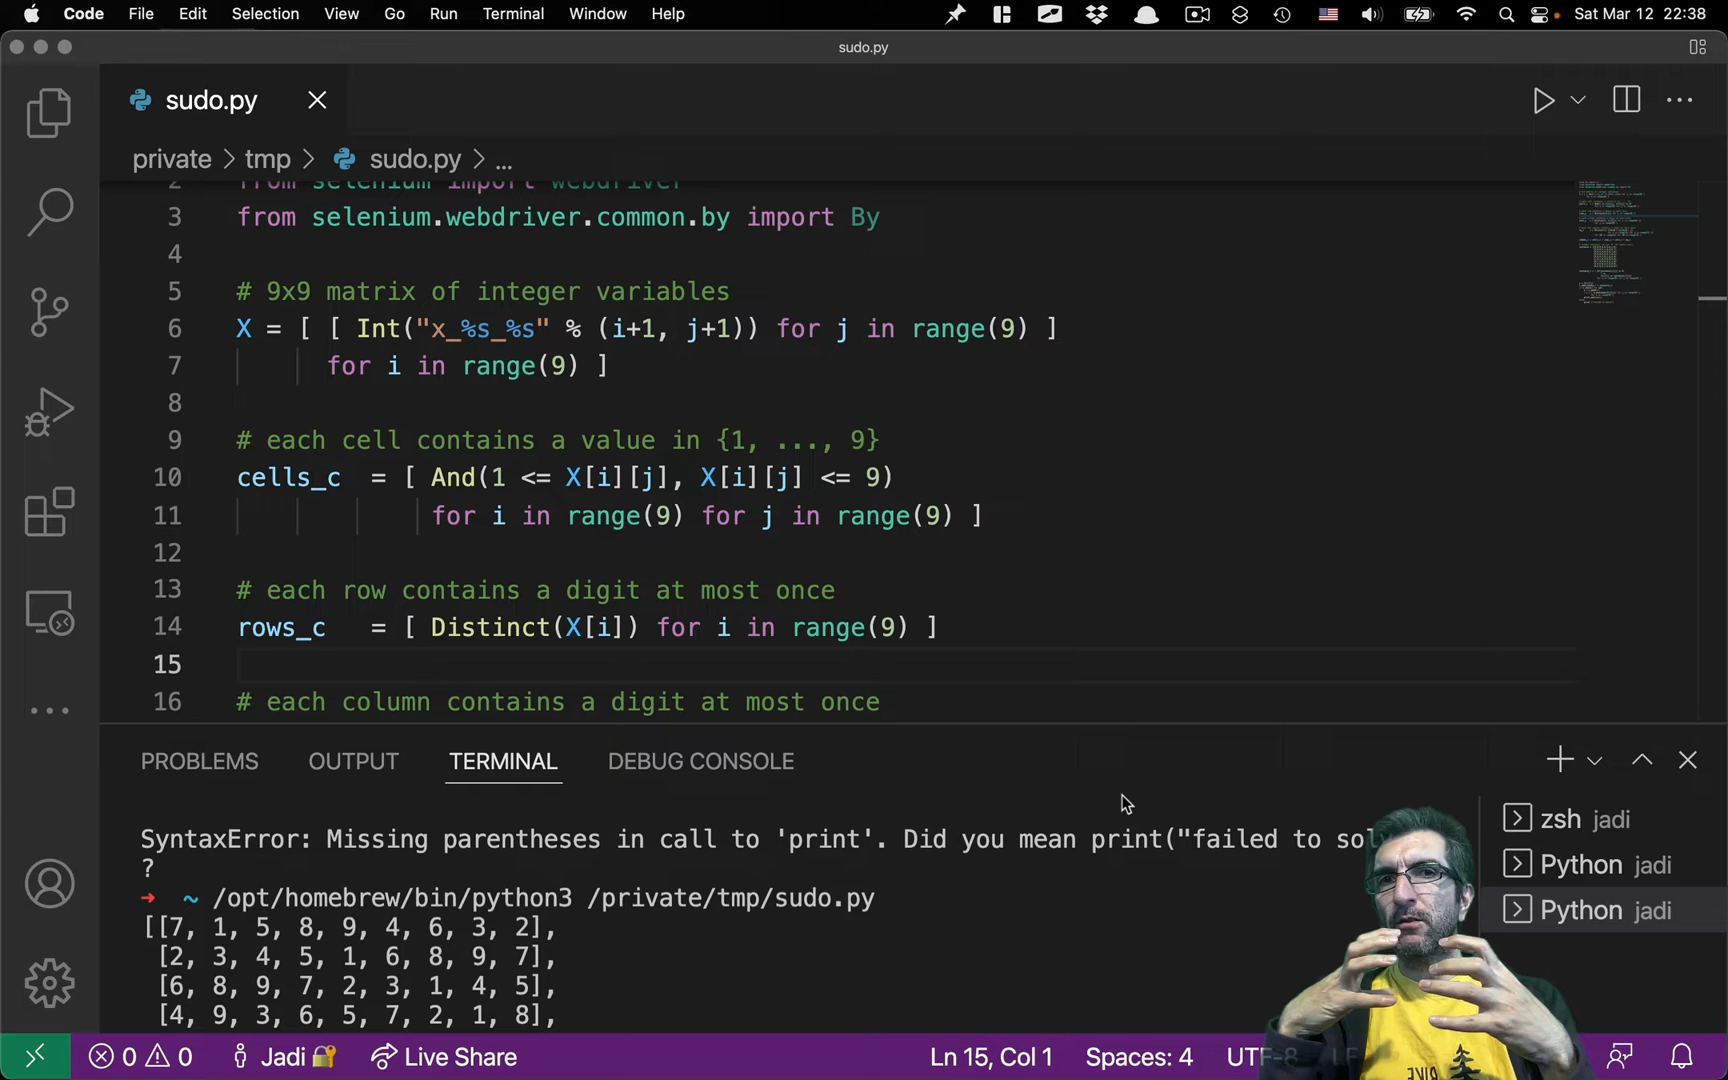 Code File Edit Selection View Go Run Terminal Window Help Sat Mar 12 22:38
sudo.py
sudo.py
private > tmp > sudo.py > ...
2 from selenium import webdriver
3 from selenium.webdriver.common.by import By
4
5 # 9x9 matrix of integer variables
6 X = [ [ Int("x_%s_%s" % (i+1, j+1)) for j in range(9) ]
7 for i in range(9) ]
8
9 # each cell contains a value in {1, ..., 9}
10 cells_c = [ And(1 <= X[i][j], X[i][j] <= 9)
11 for i in range(9) for j in range(9) ]
12
13 # each row contains a digit at most once
14 rows_c = [ Distinct(X[i]) for i in range(9) ]
15
16 # each column contains a digit at most once
PROBLEMS OUTPUT TERMINAL DEBUG CONSOLE
SyntaxError: Missing parentheses in call to 'print'. Did you mean print("failed to
?
→ ~ /opt/homebrew/bin/python3 /private/tmp/sudo.py
[[7, 1, 5, 8, 9, 4, 6, 3, 2],
[2, 3, 4, 5, 1, 6, 8, 9, 7],
[6, 8, 9, 7, 2, 3, 1, 4, 5],
[4, 9, 3, 6, 5, 7, 2, 1, 8],
zsh jadi
Python jadi
Python jadi
0 0 Jadi Live Share Ln 15, Col 1 Spaces: 4 UTF-8
DIVE